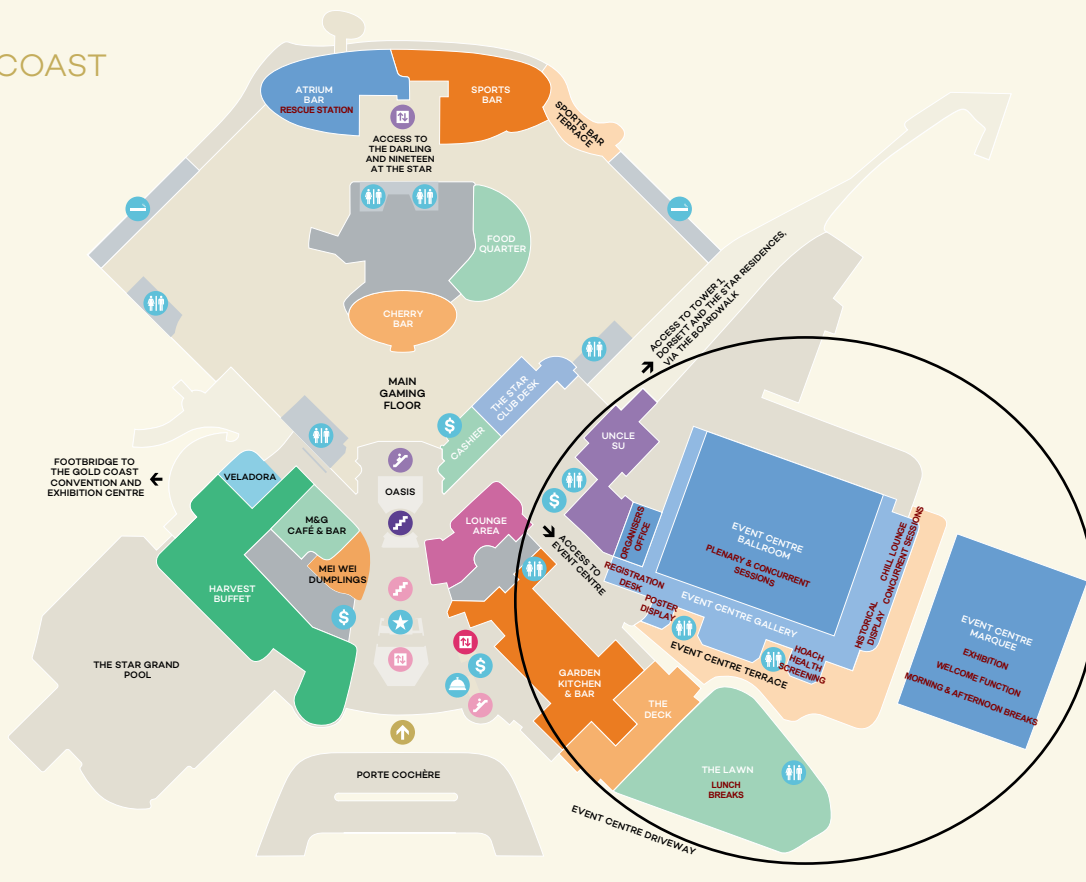 COAST
ATRIUM
BAR
RESCUE STATION
SPORTS
BAR
SPORTS BAR
TERRACE
ACCESS TO
THE DARLING
AND NINETEEN
AT THE STAR
FOOD
QUARTER
CHERRY
BAR
ACCESS TO TOWER 1,
DORSETT AND THE STAR RESIDENCES,
VIA THE BOARDWALK
MAIN
GAMING
FLOOR
THE STAR
CLUB DESK
$
CASHIER
UNCLE
SU
FOOTBRIDGE TO
THE GOLD COAST
CONVENTION AND
EXHIBITION CENTRE
VELADORA
OASIS
M&G
CAFÉ & BAR
LOUNGE
AREA
$
ACCESS TO
EVENT CENTRE
ORGANISERS
OFFICE
EVENT CENTRE
BALLROOM
PLENARY & CONCURRENT
SESSIONS
CHILL LOUNGE
CONCURRENT SESSIONS
MEI WEI
DUMPLINGS
HARVEST
BUFFET
REGISTRATION
DESK
POSTER
DISPLAY
EVENT CENTRE GALLERY
HISTORICAL
DISPLAY
EVENT CENTRE
MARQUEE
EXHIBITION
WELCOME FUNCTION
MORNING & AFTERNOON BREAKS
$
EVENT CENTRE TERRACE
HOACH
HEALTH
SCREENING
THE STAR GRAND
POOL
$
GARDEN
KITCHEN
& BAR
THE
DECK
THE LAWN
LUNCH
BREAKS
PORTE COCHÈRE
EVENT CENTRE DRIVEWAY